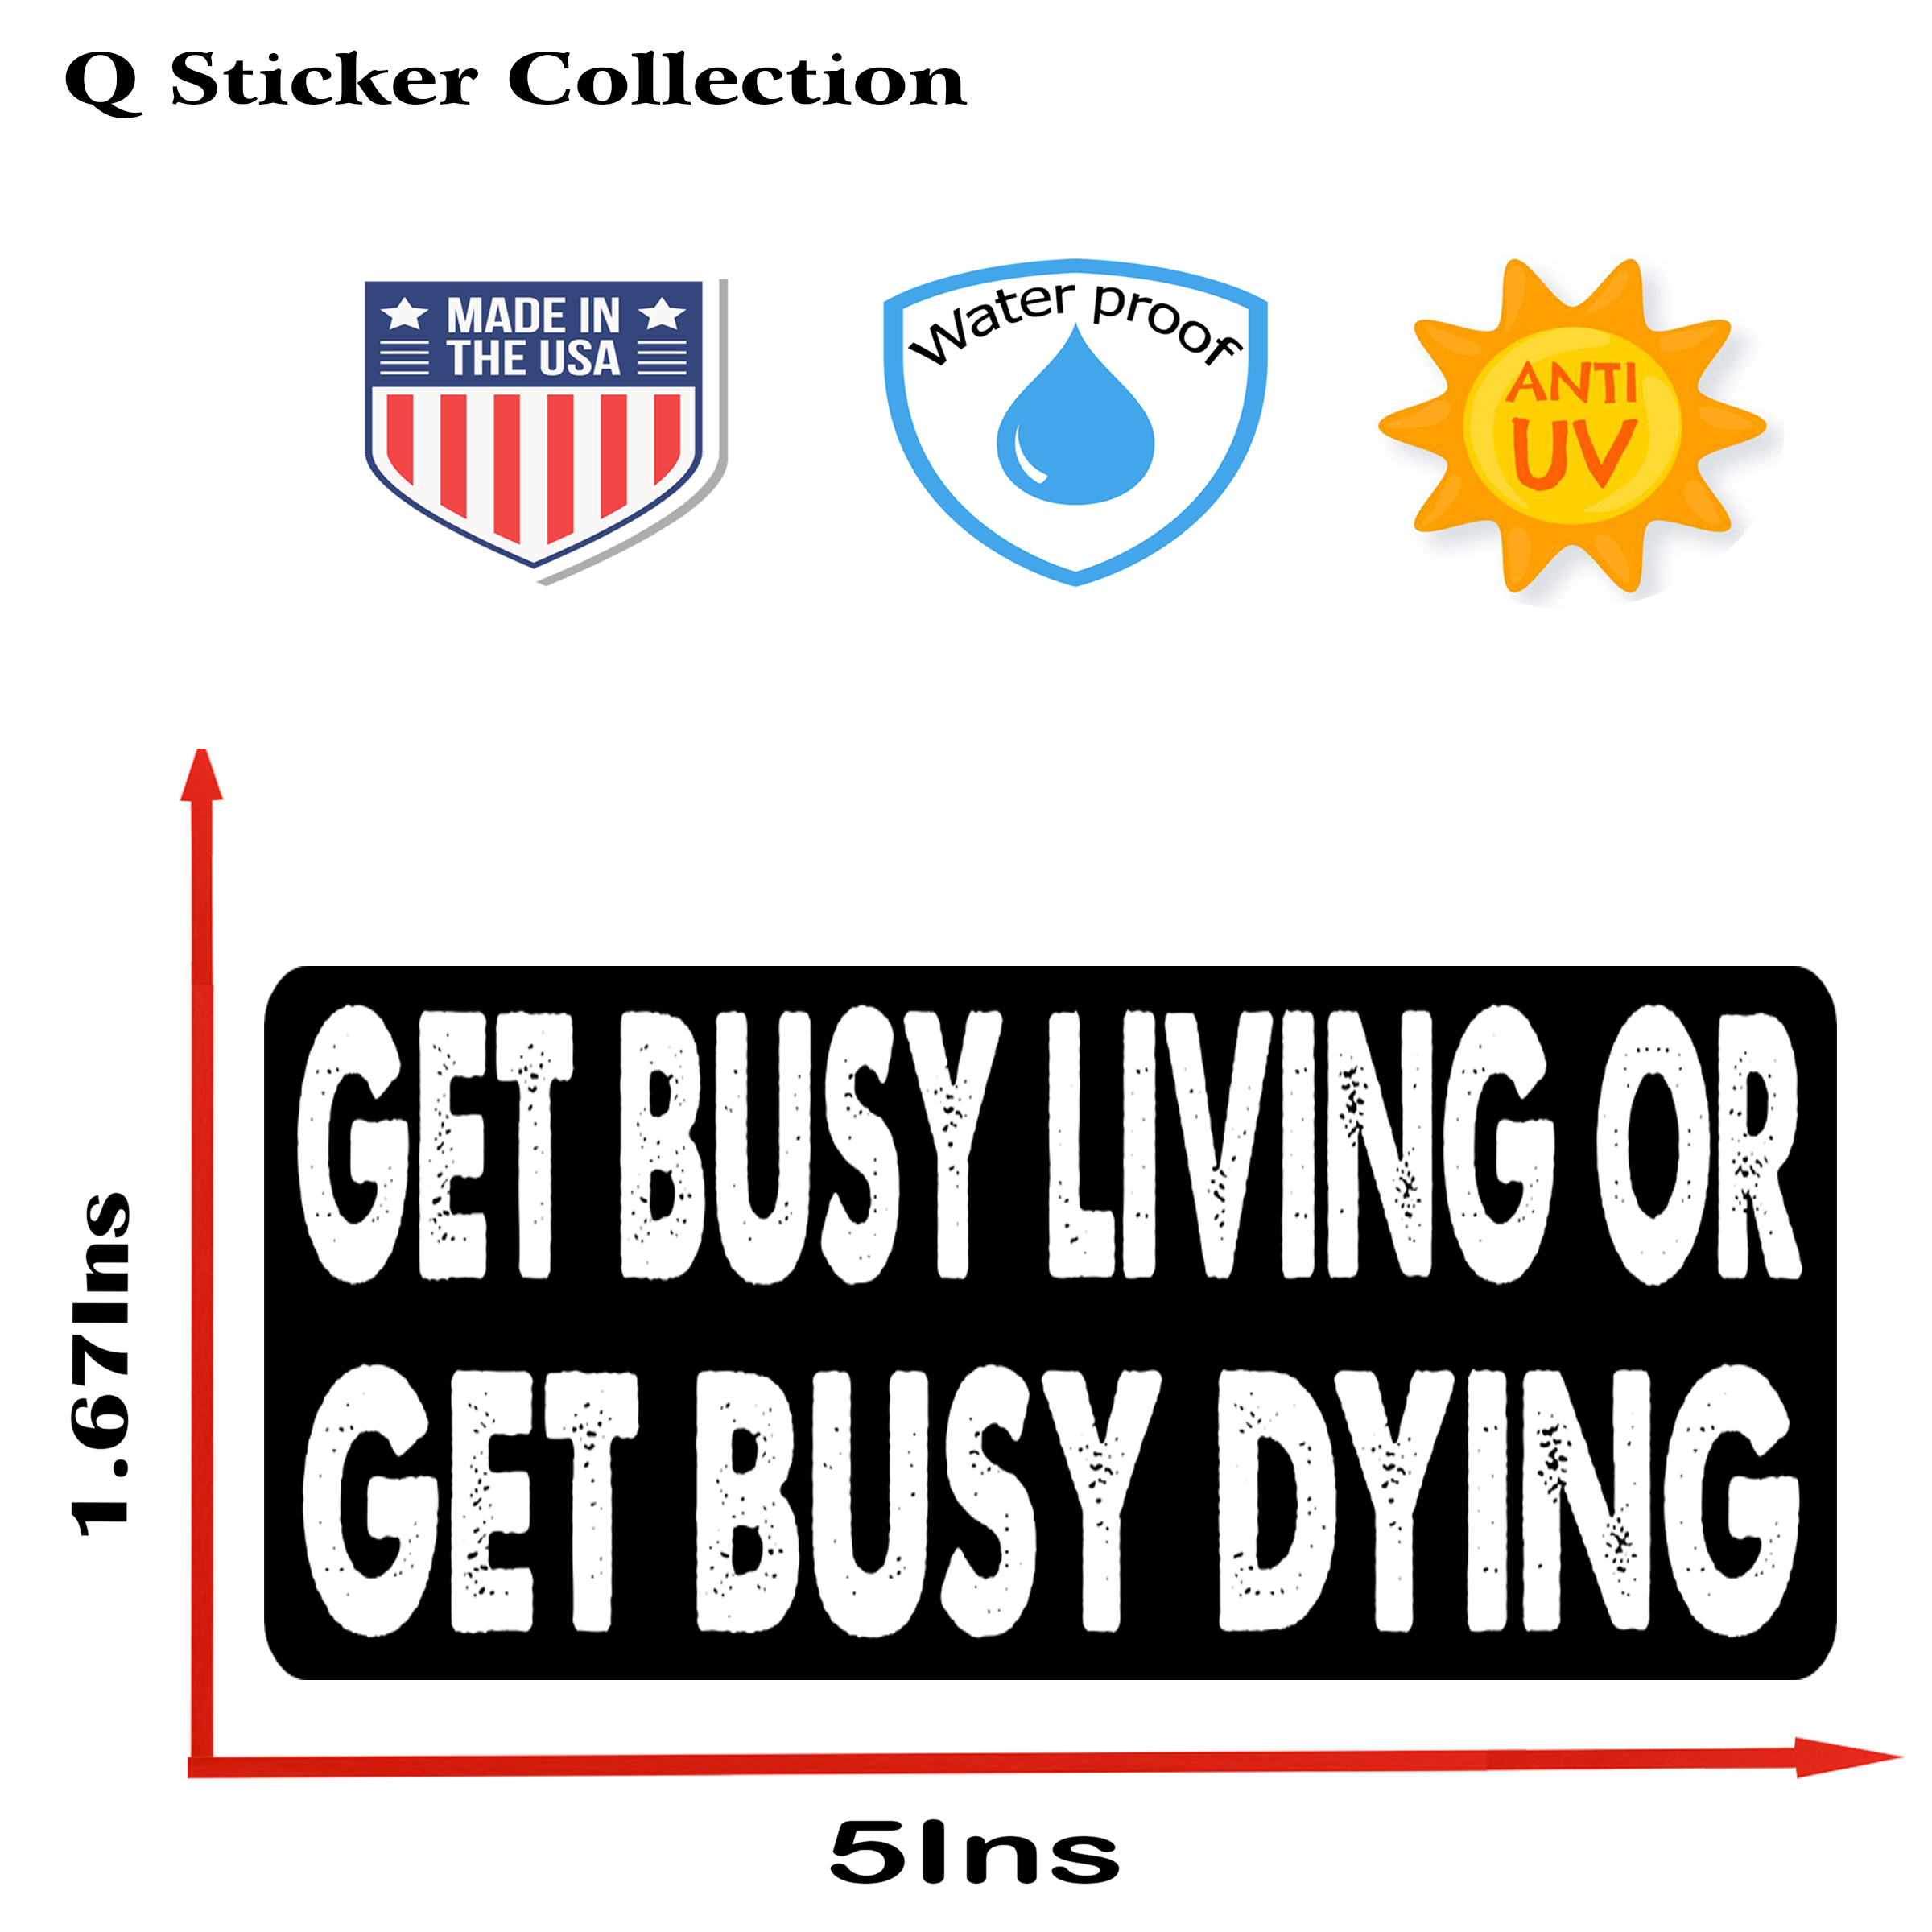 Q Sticker Collection
MADE IN
THE USA
Water proof
ANTI
UV
1.67Ins
GET BUSY LIVING OR
GET BUSY DYING
5Ins